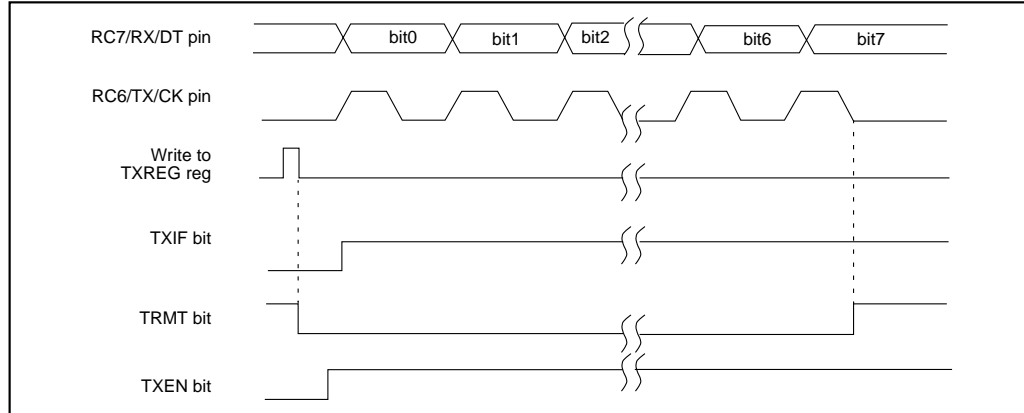 RC7/RX/DT pin
bit0
bit1
bit2
bit6
bit7
RC6/TX/CK pin
Write to
TXREG reg
TXIF bit
TRMT bit
TXEN bit